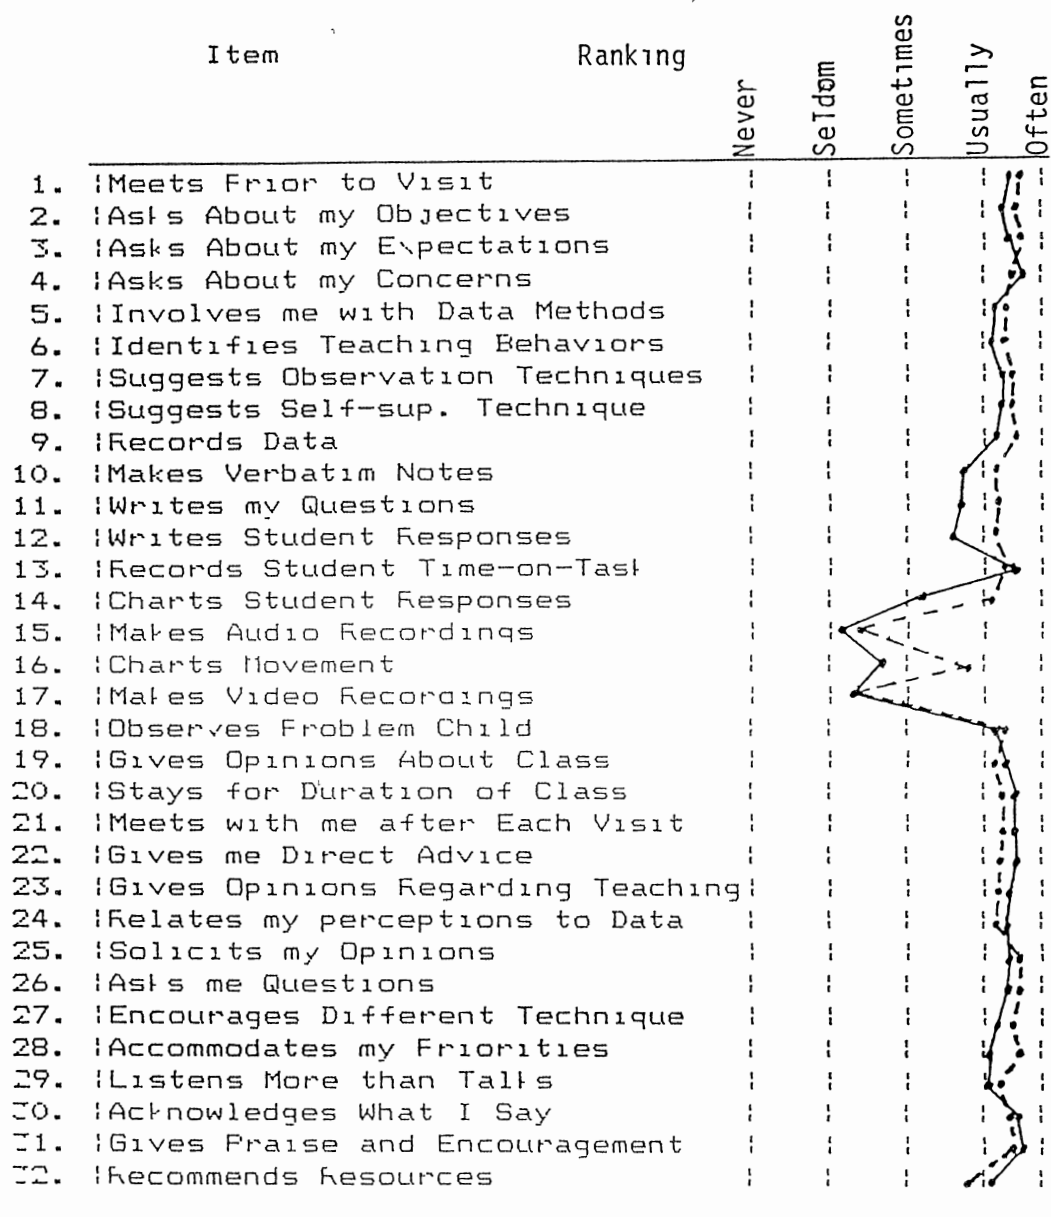 Item Ranking Never Seldom Sometimes Usually Often
1. Meets Prior to Visit
2. Asks About my Objectives
3. Asks About my Expectations
4. Asks About my Concerns
5. Involves me with Data Methods
6. Identifies Teaching Behaviors
7. Suggests Observation Techniques
8. Suggests Self-sup. Technique
9. Records Data
10. Makes Verbatim Notes
11. Writes my Questions
12. Writes Student Responses
13. Records Student Time-on-Task
14. Charts Student Responses
15. Makes Audio Recordings
16. Charts Movement
17. Makes Video Recordings
18. Observes Problem Child
19. Gives Opinions About Class
20. Stays for Duration of Class
21. Meets with me after Each Visit
22. Gives me Direct Advice
23. Gives Opinions Regarding Teaching
24. Relates my perceptions to Data
25. Solicits my Opinions
26. Asks me Questions
27. Encourages Different Technique
28. Accommodates my Priorities
29. Listens More than Talks
30. Acknowledges What I Say
31. Gives Praise and Encouragement
32. Recommends Resources